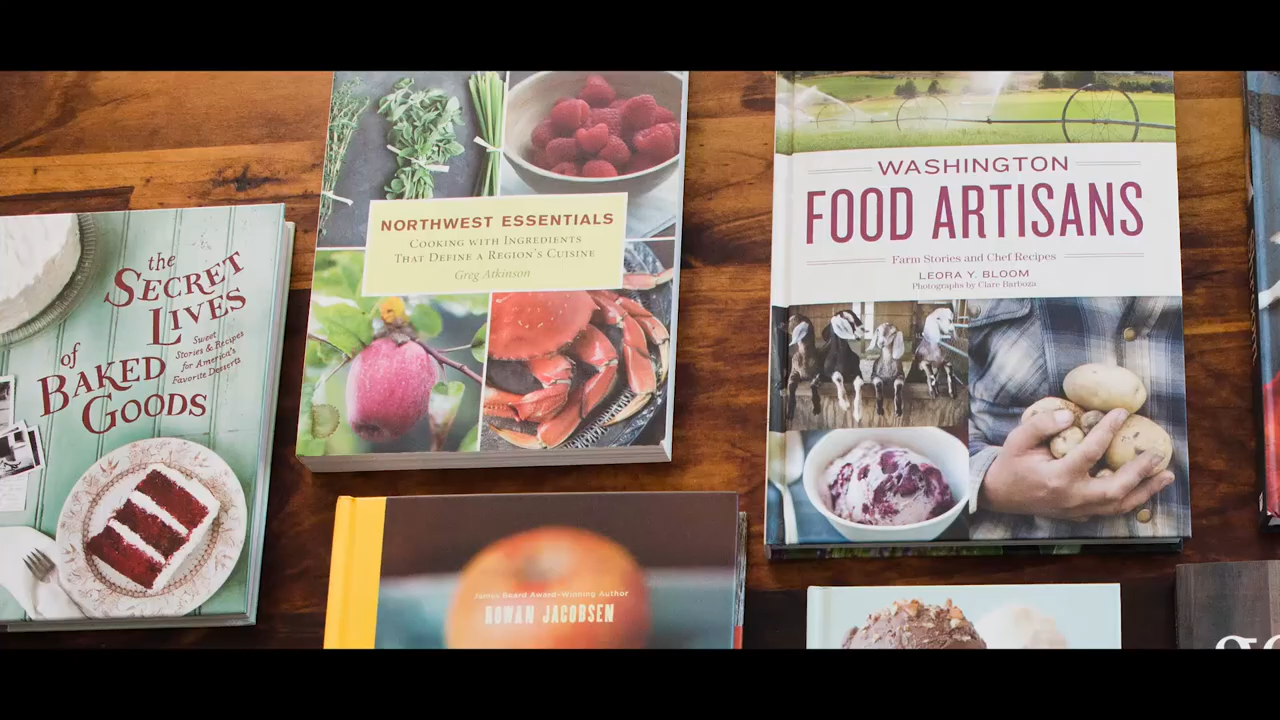 the
SECRET
LIVES
of
BAKED
GOODS
Sweet
Stories & Recipes
for America's
Favorite Desserts
NORTHWEST ESSENTIALS
COOKING WITH INGREDIENTS
THAT DEFINE A REGION'S CUISINE
Greg Atkinson
WASHINGTON
FOOD ARTISANS
Farm Stories and Chef Recipes
LEORA Y. BLOOM
Photographs by Clare Barboza
James Beard Award-Winning Author
ROWAN JACOBSEN